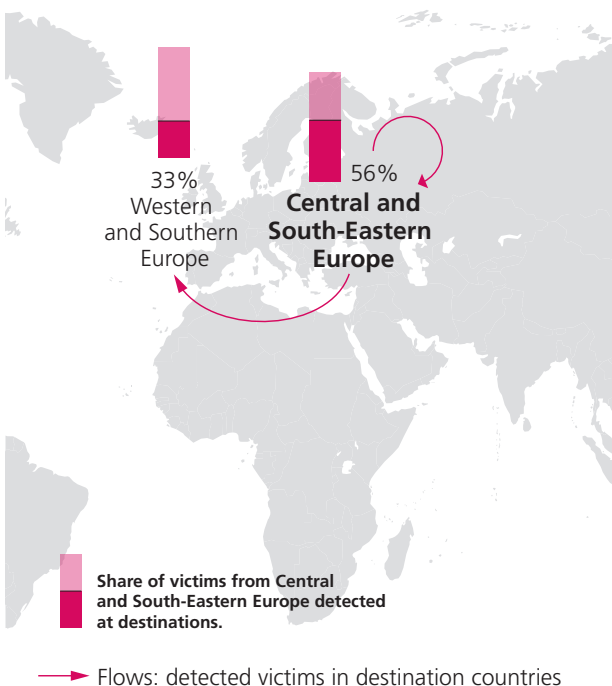 33%
Western
and Southern
Europe
56%
Central and
South-Eastern
Europe
Share of victims from Central
and South-Eastern Europe detected
at destinations.
Flows: detected victims in destination countries